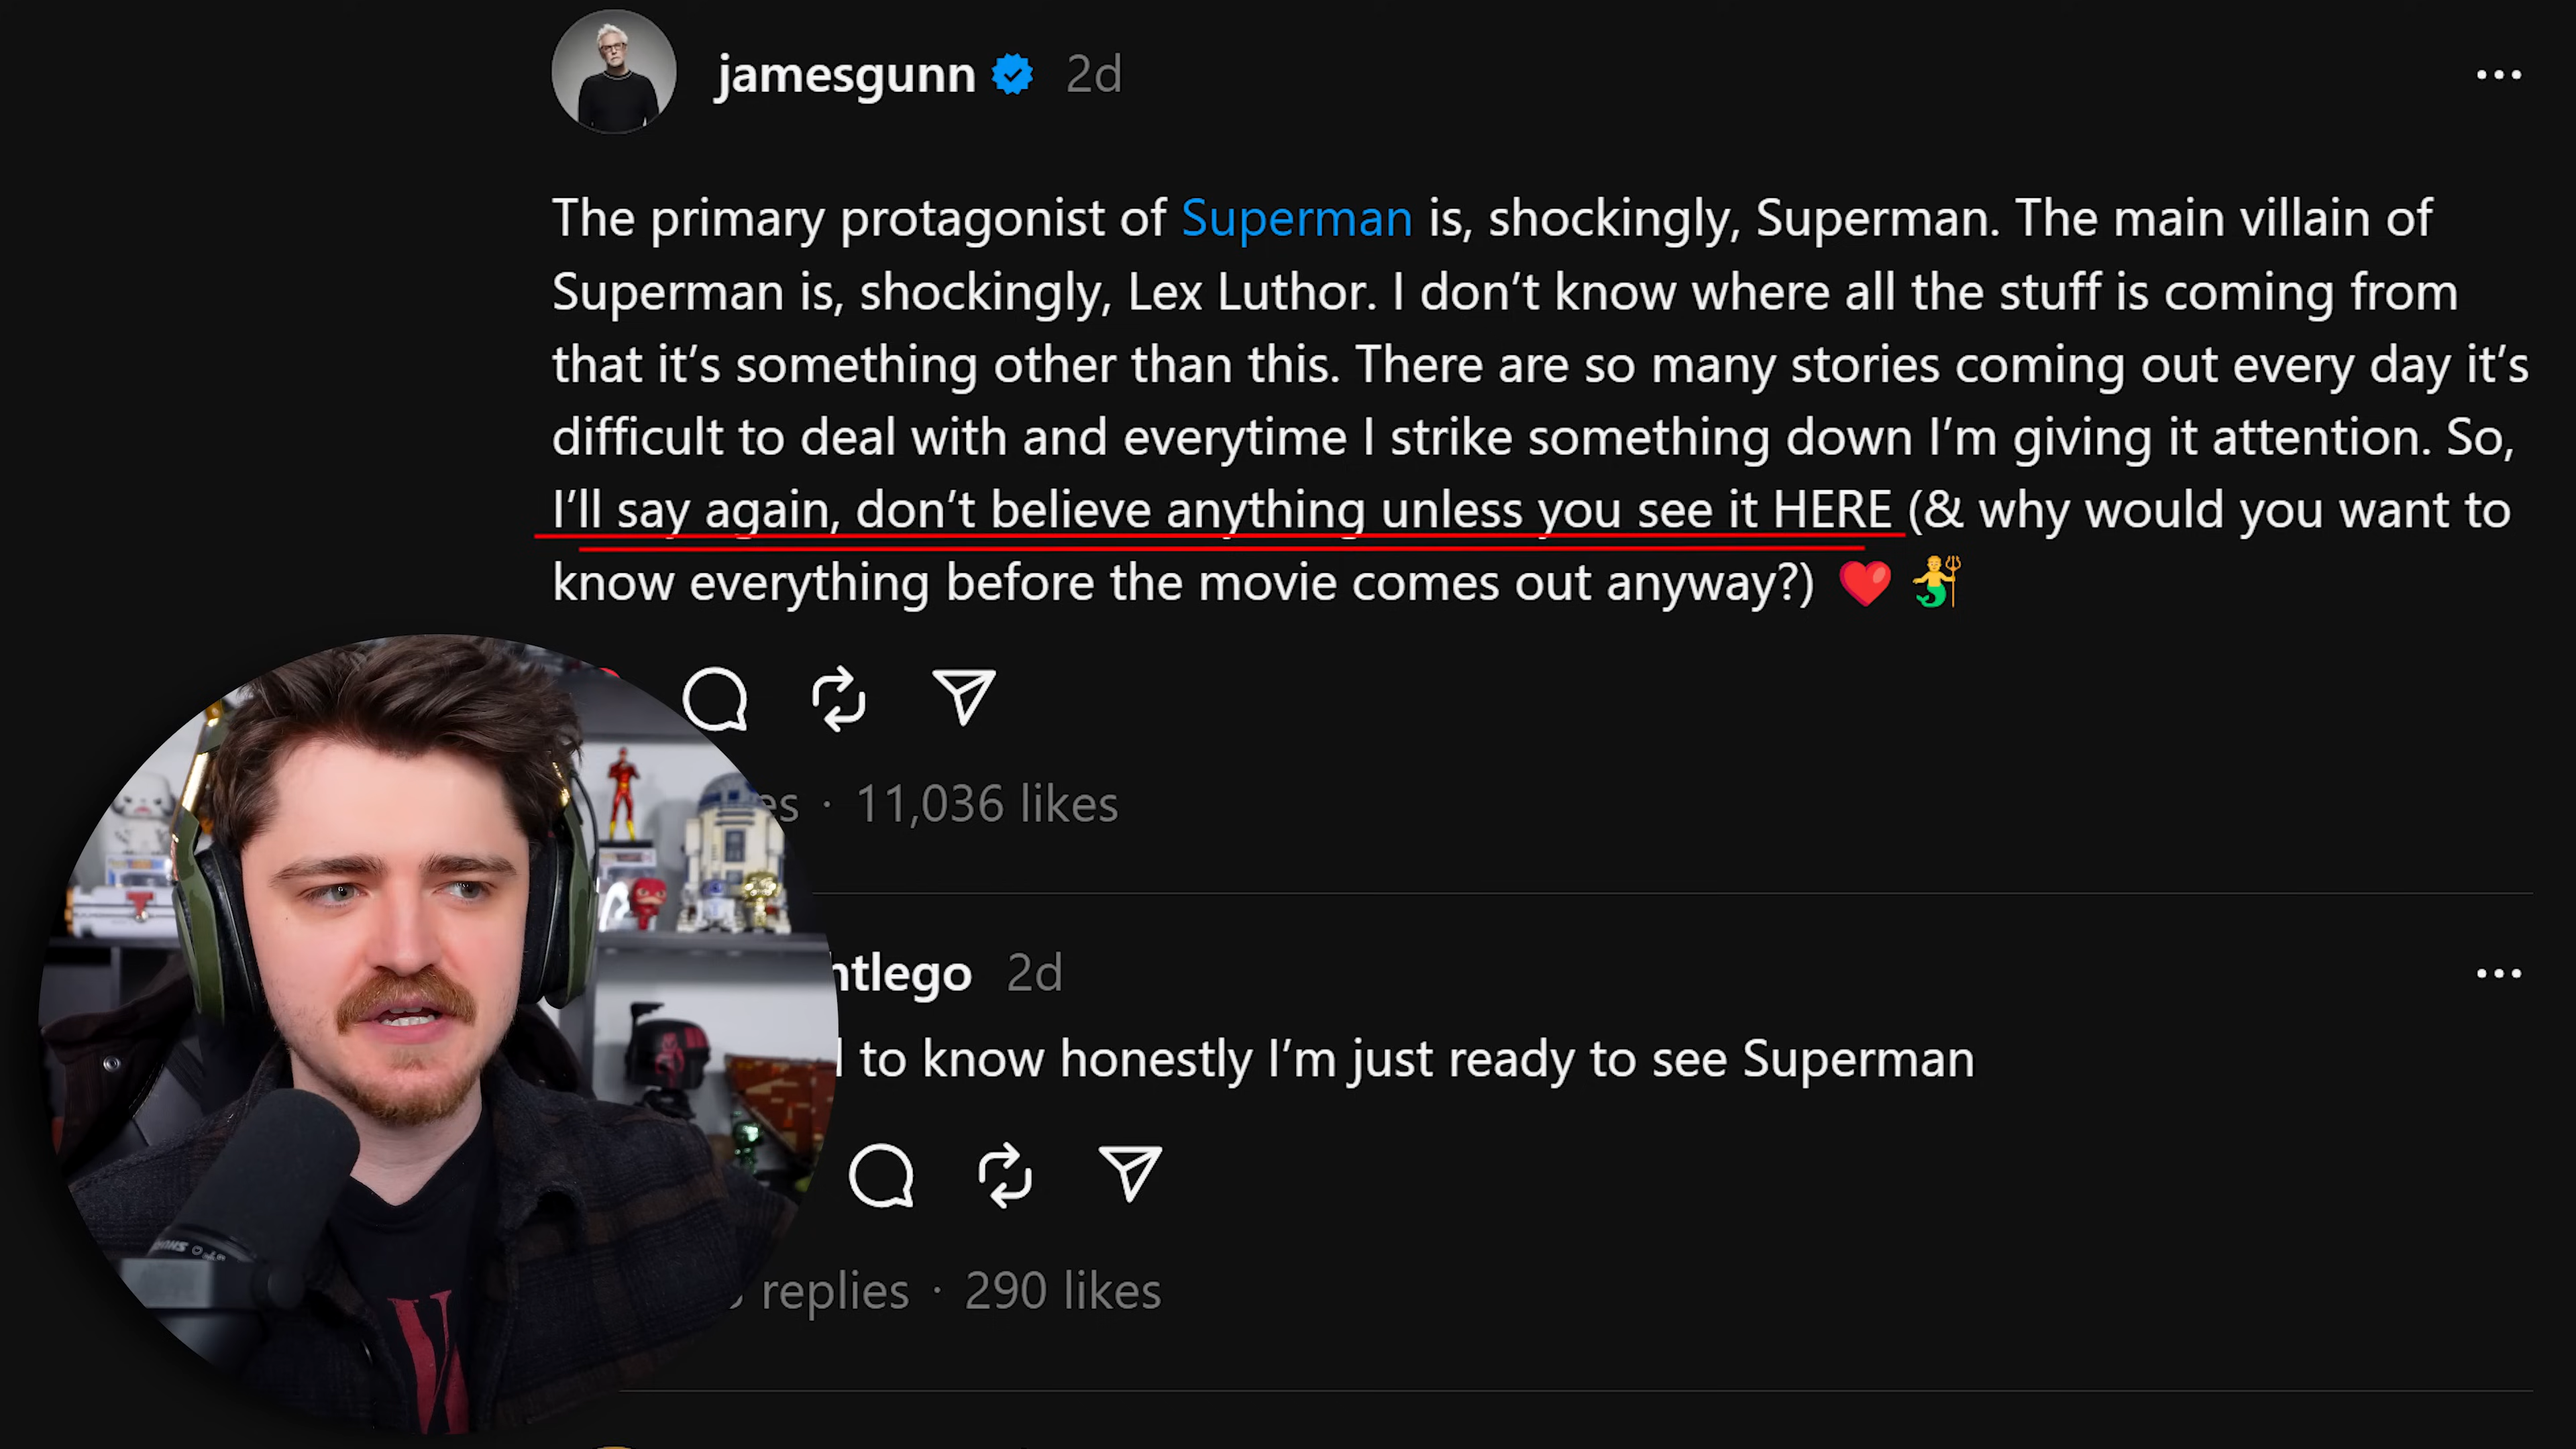 jamesgunn 2d
The primary protagonist of Superman is, shockingly, Superman. The main villain of
Superman is, shockingly, Lex Luthor. I don’t know where all the stuff is coming from
that it’s something other than this. There are so many stories coming out every day it’s
difficult to deal with and everytime I strike something down I’m giving it attention. So,
I’ll say again, don’t believe anything unless you see it HERE (& why would you want to
know everything before the movie comes out anyway?)
· 11,036 likes
2d
to know honestly I’m just ready to see Superman
replies · 290 likes